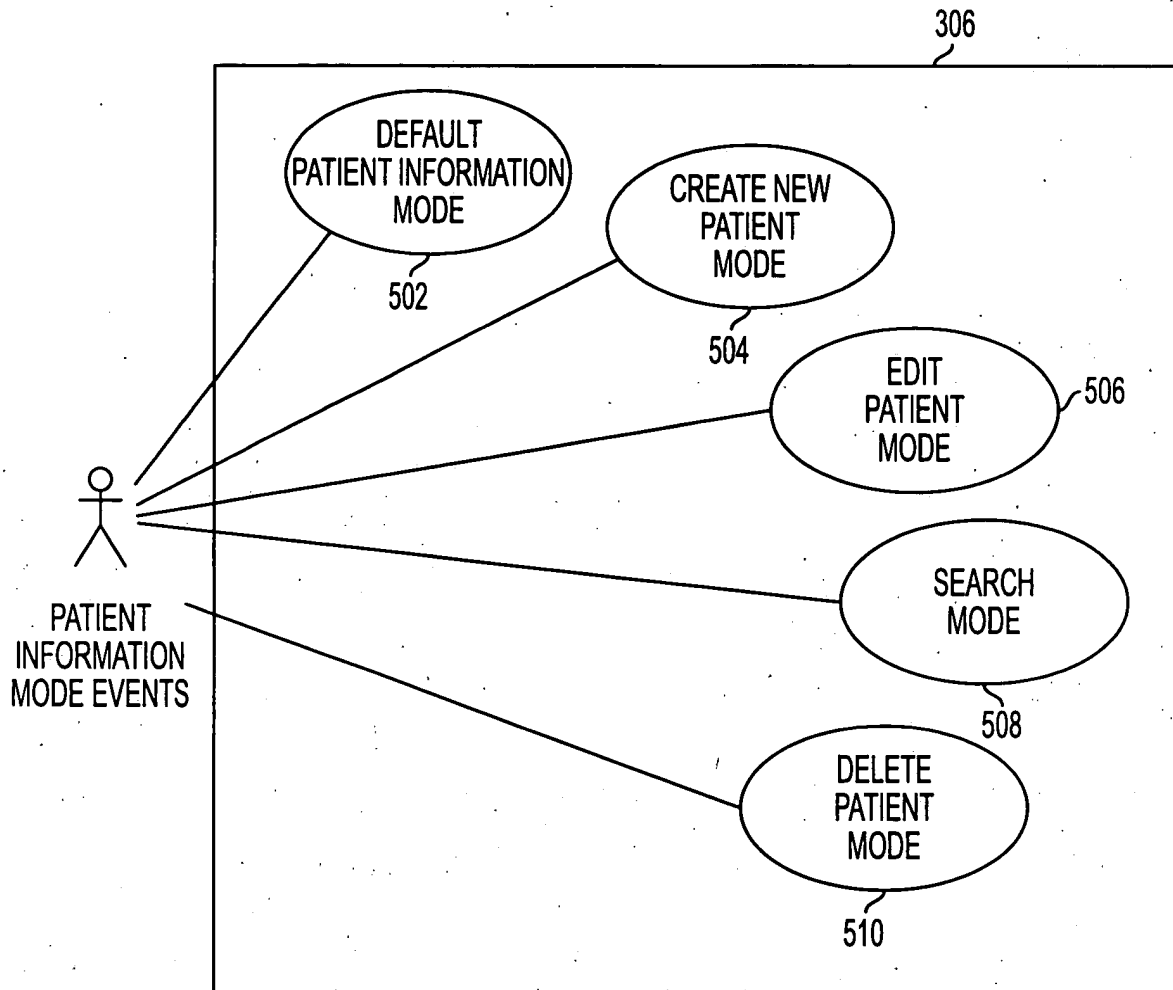 306
DEFAULT
PATIENT INFORMATION
MODE
502
CREATE NEW
PATIENT
MODE
504
EDIT
PATIENT
MODE
506
SEARCH
MODE
508
DELETE
PATIENT
MODE
510
PATIENT
INFORMATION
MODE EVENTS